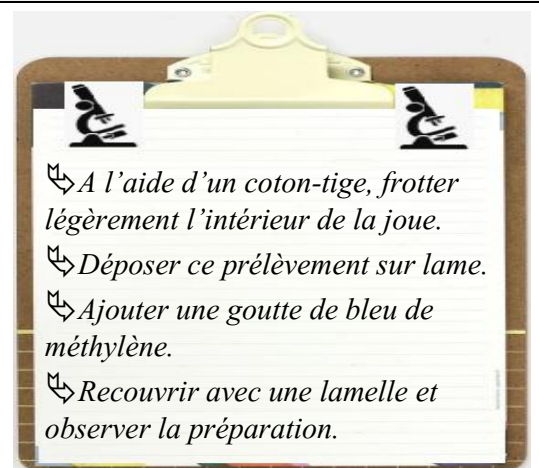 A l’aide d’un coton-tige, frotter
légèrement l’intérieur de la joue.
Déposer ce prélèvement sur lame.
Ajouter une goutte de bleu de
méthylène.
Recouvrir avec une lamelle et
observer la préparation.